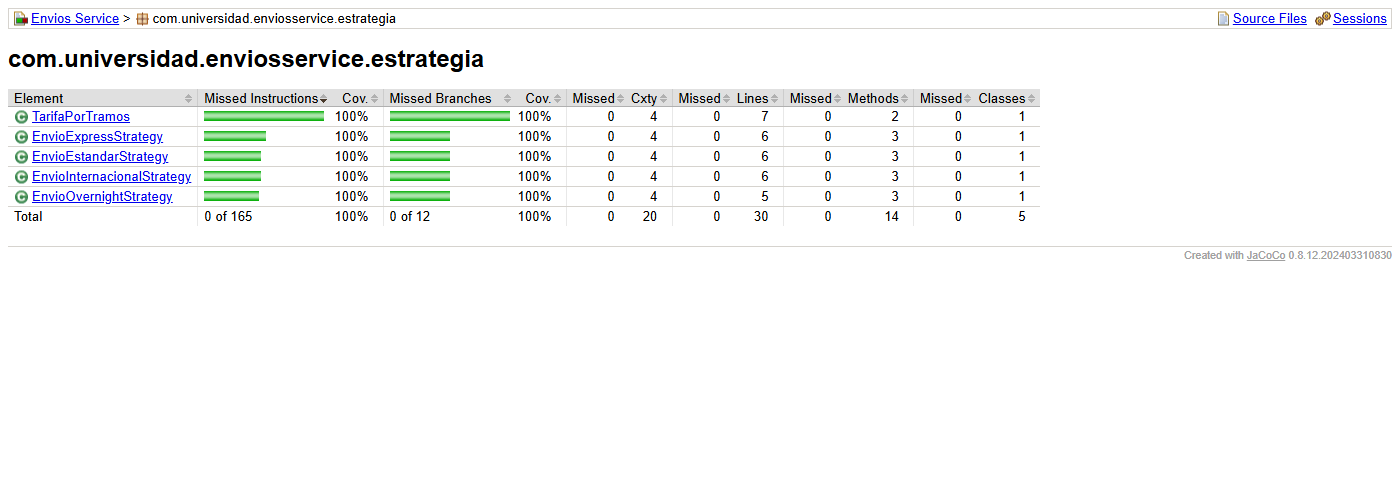 Envios Service > com.universidad.enviosservice.estrategia Source Files Sessions
com.universidad.enviosservice.estrategia
Element Missed Instructions Cov. Missed Branches Cov. Missed Cxty Missed Lines Missed Methods Missed Classes
TarifaPorTramos 100% 100% 0 4 0 7 0 2 0 1
EnvioExpressStrategy 100% 100% 0 4 0 6 0 3 0 1
EnvioEstandarStrategy 100% 100% 0 4 0 6 0 3 0 1
EnvioInternacionalStrategy 100% 100% 0 4 0 6 0 3 0 1
EnvioOvernightStrategy 100% 100% 0 4 0 5 0 3 0 1
Total 0 of 165 100% 0 of 12 100% 0 20 0 30 0 14 0 5
Created with JaCoCo 0.8.12.202403310830